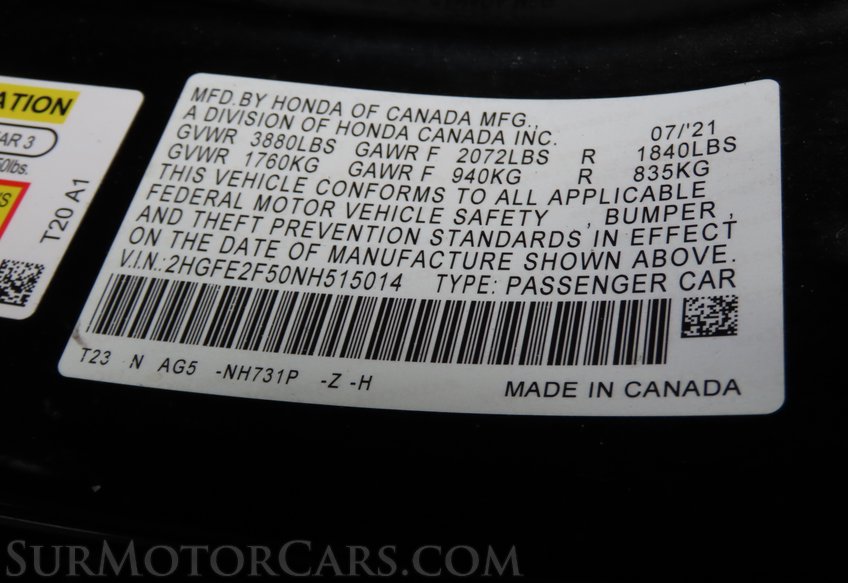 ATION
AR 3
50lbs.
T20 A1
MFD.BY HONDA OF CANADA MFG.,
A DIVISION OF HONDA CANADA INC. 07/'21
GVWR 3880LBS GAWR F 2072LBS R 1840LBS
GVWR 1760KG GAWR F 940KG R 835KG
THIS VEHICLE CONFORMS TO ALL APPLICABLE
FEDERAL MOTOR VEHICLE SAFETY , BUMPER ,
AND THEFT PREVENTION STANDARDS IN EFFECT
ON THE DATE OF MANUFACTURE SHOWN ABOVE.
V.I.N.:2HGFE2F50NH515014 TYPE: PASSENGER CAR
T23 N AG5 -NH731P -Z -H
MADE IN CANADA
SURMOTORCARS.COM